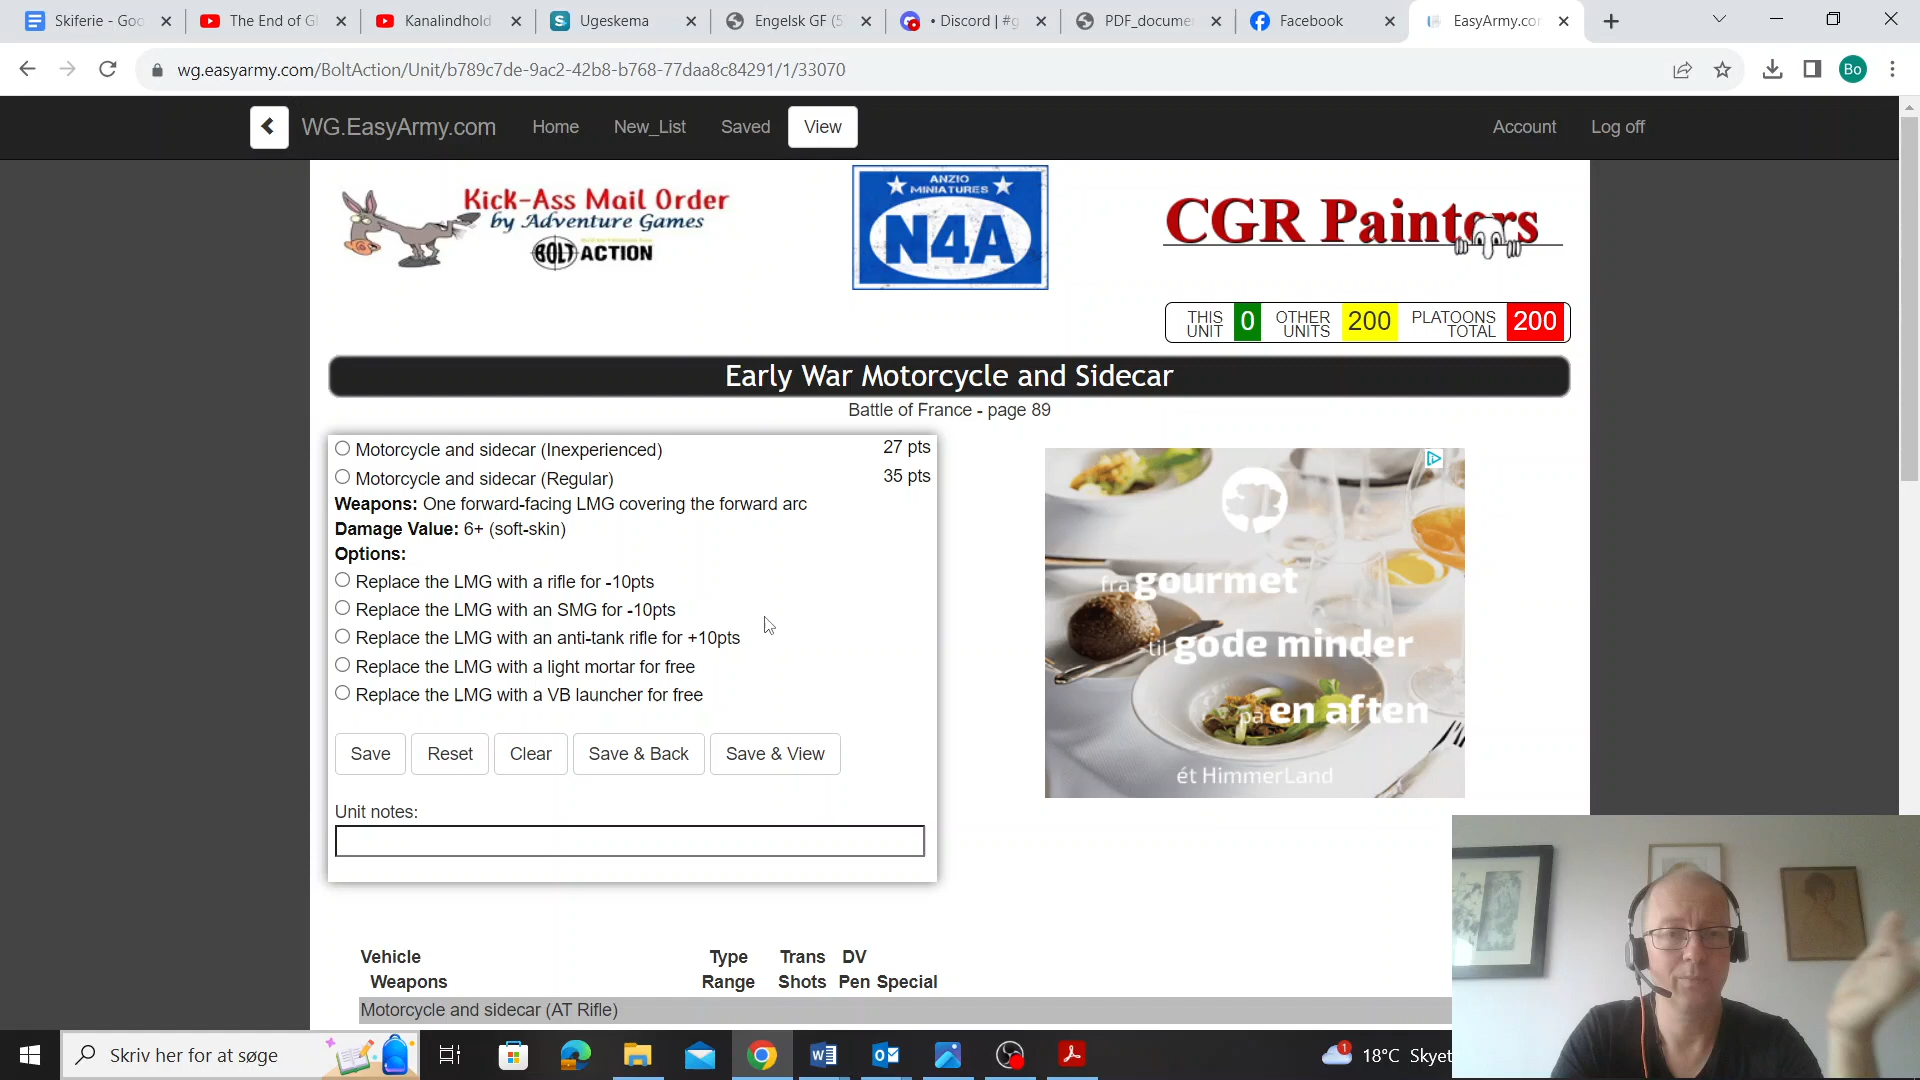 Skiferie - Goo
The End of Gl
Kanalindhold
Ugeskema
Engelsk GF (5
• Discord | #g
PDF_docume
Facebook
EasyArmy.cor
wg.easyarmy.com/BoltAction/Unit/b789c7de-9ac2-42b8-b768-77daa8c84291/1/33070
Bo
WG.EasyArmy.com
Home
New_List
Saved
View
Account
Log off
Kick-Ass Mail Order
by Adventure Games
BOLT ACTION
ANZIO
MINIATURES
N4A
CGR Painters
THIS UNIT 0 OTHER UNITS 200 PLATOONS TOTAL 200
Early War Motorcycle and Sidecar
Battle of France - page 89
Motorcycle and sidecar (Inexperienced) 27 pts
Motorcycle and sidecar (Regular) 35 pts
Weapons: One forward-facing LMG covering the forward arc
Damage Value: 6+ (soft-skin)
Options:
Replace the LMG with a rifle for -10pts
Replace the LMG with an SMG for -10pts
Replace the LMG with an anti-tank rifle for +10pts
Replace the LMG with a light mortar for free
Replace the LMG with a VB launcher for free
Save
Reset
Clear
Save & Back
Save & View
Unit notes:
fra gourmet
til gode minder
på en aften
ét HimmerLand
Vehicle Type Trans DV
Weapons Range Shots Pen Special
Motorcycle and sidecar (AT Rifle)
Skriv her for at søge
1
18°C Skyet